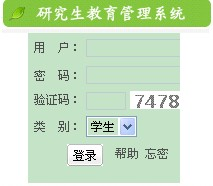 研究生教育管理系统
用 户：
密 码：
验证码： 7478
类 别： 学生
登录 帮助 忘密